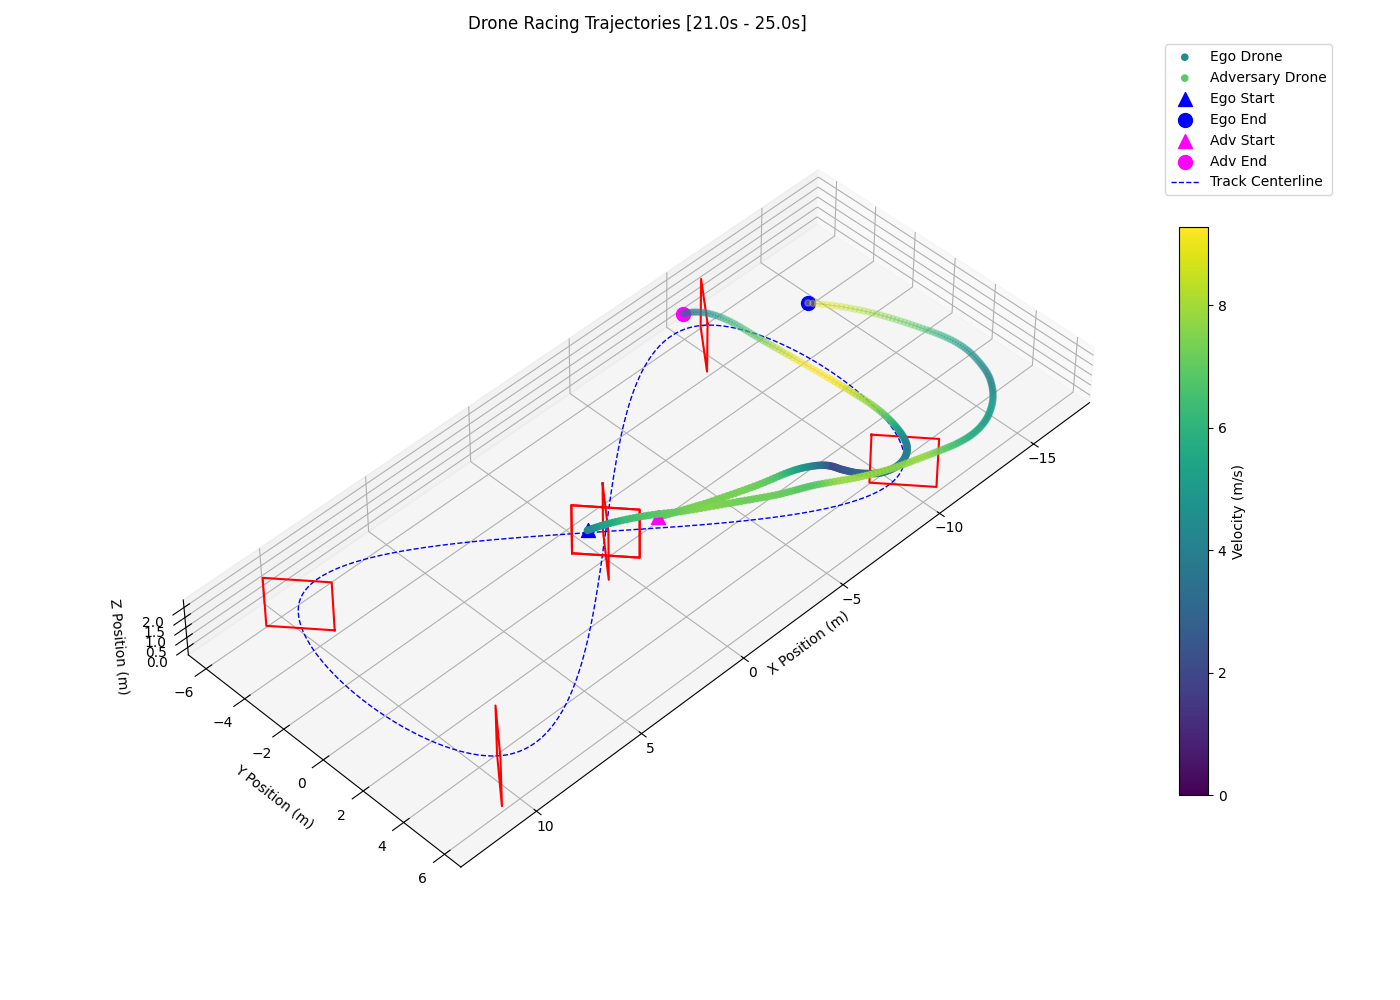 Drone Racing Trajectories [21.0s - 25.0s]
Ego Drone
Adversary Drone
Ego Start
Ego End
Adv Start
Adv End
Track Centerline
8
6
4
2
0
Velocity (m/s)
−15
−10
−5
0
5
10
X Position (m)
−6
−4
−2
0
2
4
6
Y Position (m)
2.0
1.5
1.0
0.5
0.0
Z Position (m)